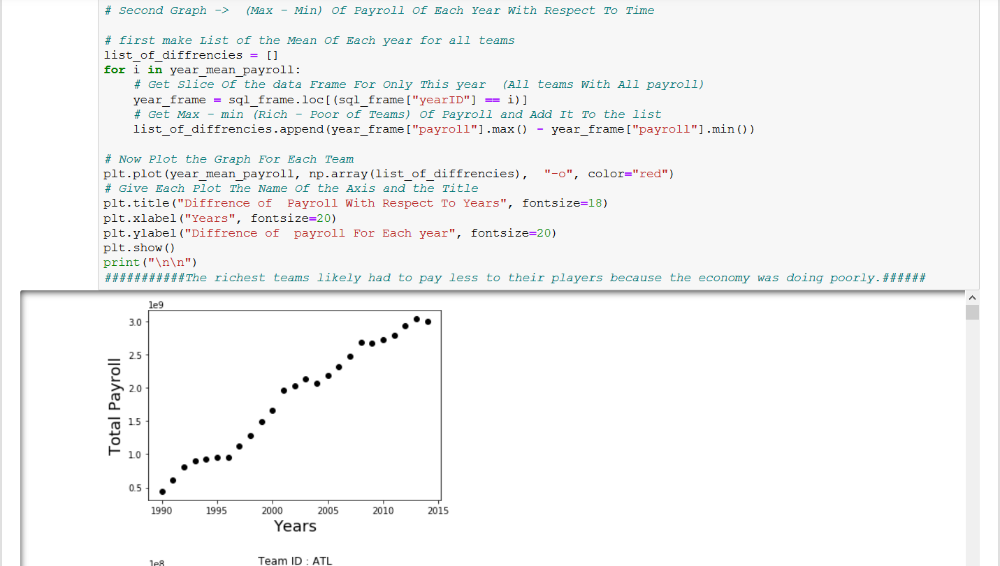 # Second Graph ->  (Max - Min) Of Payroll Of Each Year With Respect To Time

# first make List of the Mean Of Each year for all teams
list_of_diffrencies = []
for i in year_mean_payroll:
    # Get Slice Of the data Frame For Only This year  (All teams With All payroll)
    year_frame = sql_frame.loc[(sql_frame["yearID"] == i)]
    # Get Max - min (Rich - Poor of Teams) Of Payroll and Add It To the list
    list_of_diffrencies.append(year_frame["payroll"].max() - year_frame["payroll"].min())

# Now Plot the Graph For Each Team
plt.plot(year_mean_payroll, np.array(list_of_diffrencies),  "-o", color="red")
# Give Each Plot The Name Of the Axis and the Title
plt.title("Diffrence of  Payroll With Respect To Years", fontsize=18)
plt.xlabel("Years", fontsize=20)
plt.ylabel("Diffrence of  payroll For Each year", fontsize=20)
plt.show()
print("\n\n")
###########The richest teams likely had to pay less to their players because the economy was doing poorly.######
1e9
3.0
2.5
2.0
1.5
1.0
0.5
Total Payroll
1990 1995 2000 2005 2010 2015
Years
Team ID : ATL
1e8